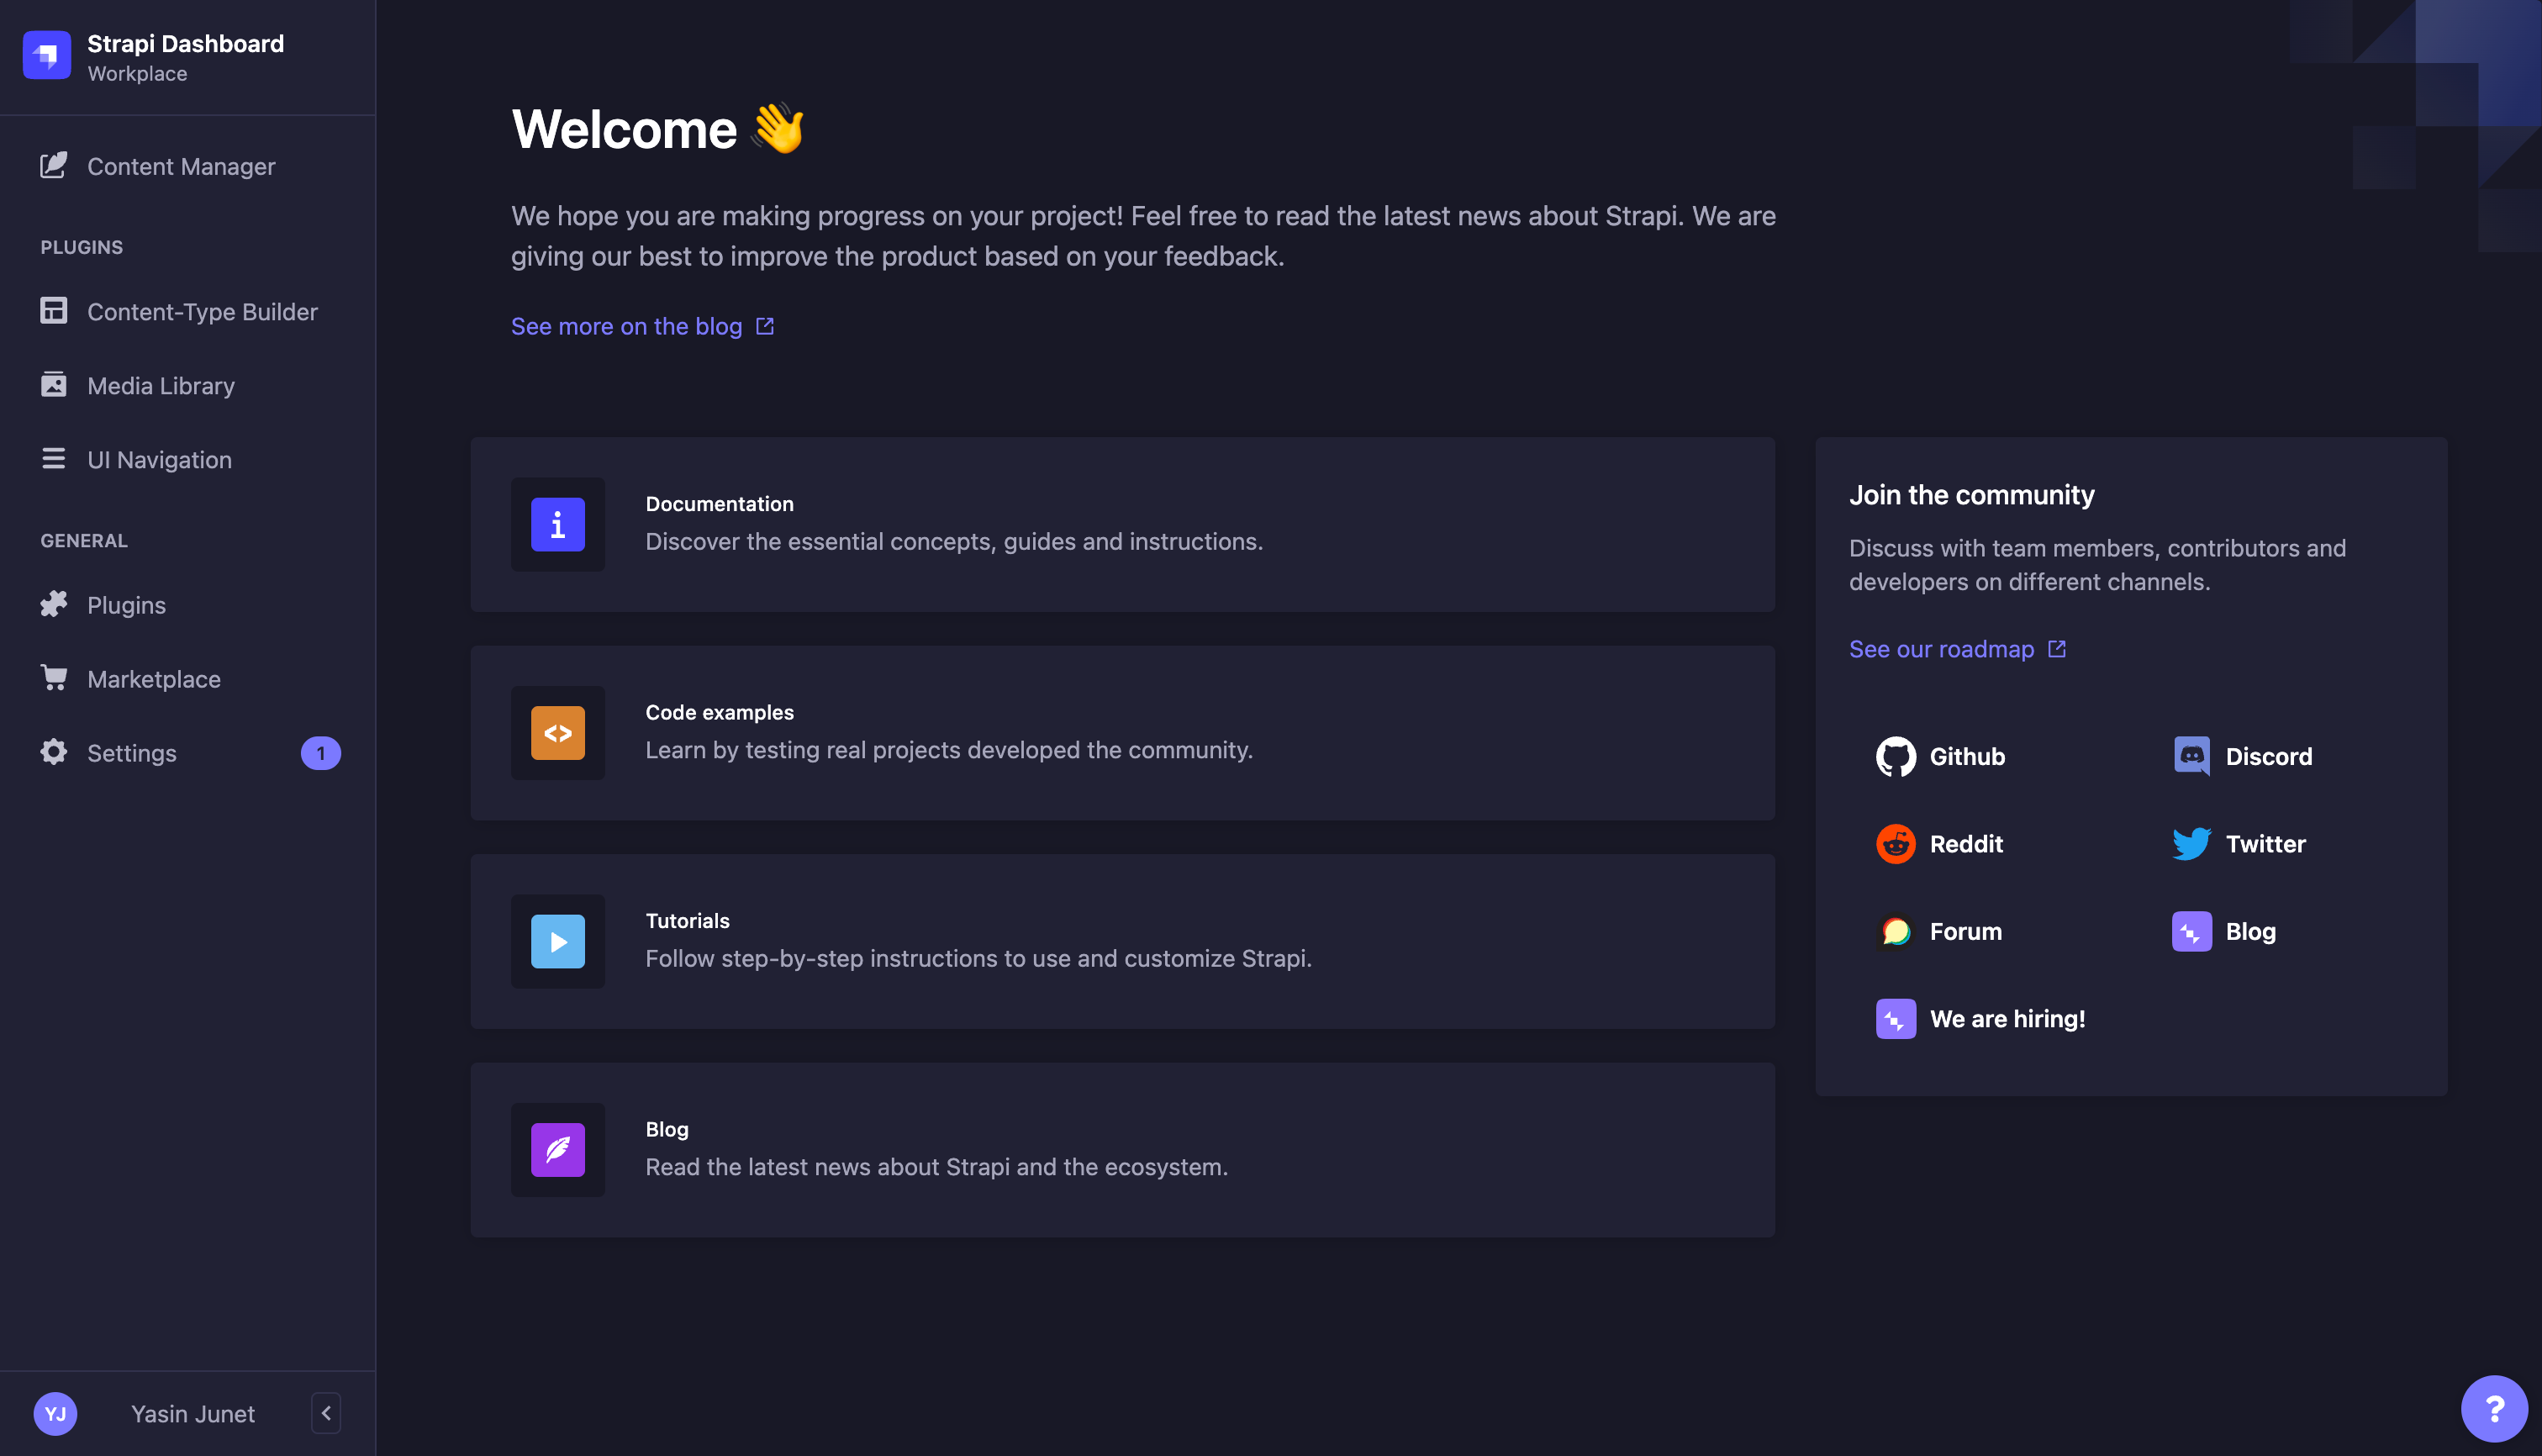 Strapi Dashboard
Workplace
Content Manager
PLUGINS
Content-Type Builder
Media Library
UI Navigation
GENERAL
Plugins
Marketplace
Settings 1
YJ Yasin Junet
Welcome 👋
We hope you are making progress on your project! Feel free to read the latest news about Strapi. We are
giving our best to improve the product based on your feedback.
See more on the blog
Documentation
Discover the essential concepts, guides and instructions.
Code examples
Learn by testing real projects developed the community.
Tutorials
Follow step-by-step instructions to use and customize Strapi.
Blog
Read the latest news about Strapi and the ecosystem.
Join the community
Discuss with team members, contributors and
developers on different channels.
See our roadmap
Github Discord
Reddit Twitter
Forum Blog
We are hiring!
?